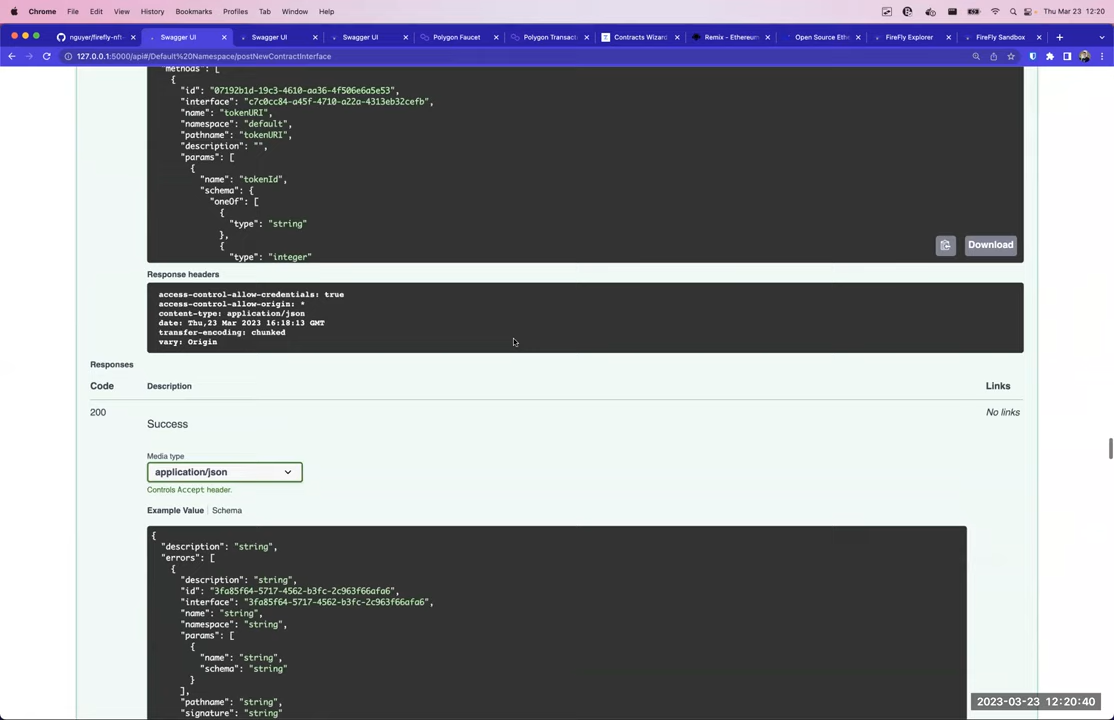 Chrome File Edit View History Bookmarks Profiles Tab Window Help Thu Mar 23 12:20
nguyer/firefly-nft Swagger UI Swagger UI Swagger UI Polygon Faucet Polygon Transact Contracts Wizard Remix - Ethereum Open Source Eth FireFly Explorer FireFly Sandbox
127.0.0.1:5000/api#/Default%20Namespace/postNewContractInterface
"methods": [
{
"id": "07192b1d-19c3-4610-aa36-4f506e6a5e53",
"interface": "c7c0cc84-a45f-4710-a22a-4313eb32cefb",
"name": "tokenURI",
"namespace": "default",
"pathname": "tokenURI",
"description": "",
"params": [
{
"name": "tokenId",
"schema": {
"oneOf": [
{
"type": "string"
},
{
"type": "integer"
Download
Response headers
access-control-allow-credentials: true
access-control-allow-origin: *
content-type: application/json
date: Thu,23 Mar 2023 16:18:13 GMT
transfer-encoding: chunked
vary: Origin
Responses
Code Description Links
200 Success No links
Media type
application/json
Controls Accept header.
Example Value Schema
{
"description": "string",
"errors": [
{
"description": "string",
"id": "3fa85f64-5717-4562-b3fc-2c963f66afa6",
"interface": "3fa85f64-5717-4562-b3fc-2c963f66afa6",
"name": "string",
"namespace": "string",
"params": [
{
"name": "string",
"schema": "string"
}
],
"pathname": "string",
"signature": "string"
2023-03-23 12:20:40